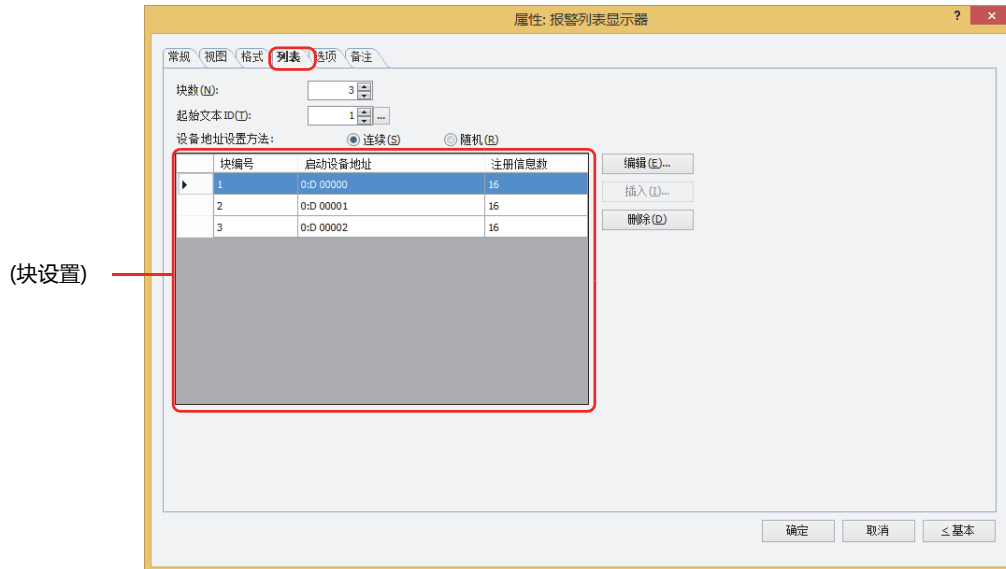 属性: 报警列表显示器
? ×
常规 视图 格式 列表 选项 备注
块数(N): 3
起始文本 ID(T): 1 ...
设备地址设置方法: 连续(S) 随机(R)
块编号 启动设备地址 注册信息数
1 0:D 00000 16
2 0:D 00001 16
3 0:D 00002 16
编辑(E)...
插入(I)...
删除(D)
(块设置)
确定 取消 ≤基本